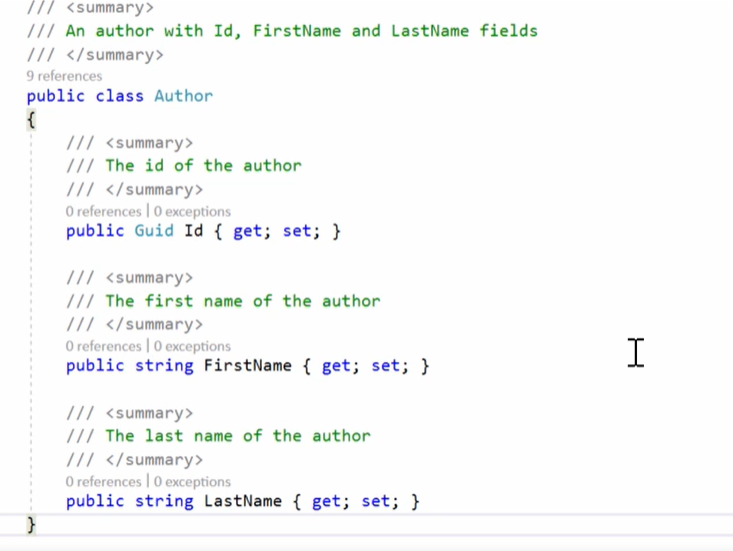 /// <summary>
/// An author with Id, FirstName and LastName fields
/// </summary>
9 references
public class Author
{
/// <summary>
/// The id of the author
/// </summary>
0 references | 0 exceptions
public Guid Id { get; set; }
/// <summary>
/// The first name of the author
/// </summary>
0 references | 0 exceptions
public string FirstName { get; set; }
/// <summary>
/// The last name of the author
/// </summary>
0 references | 0 exceptions
public string LastName { get; set; }
}